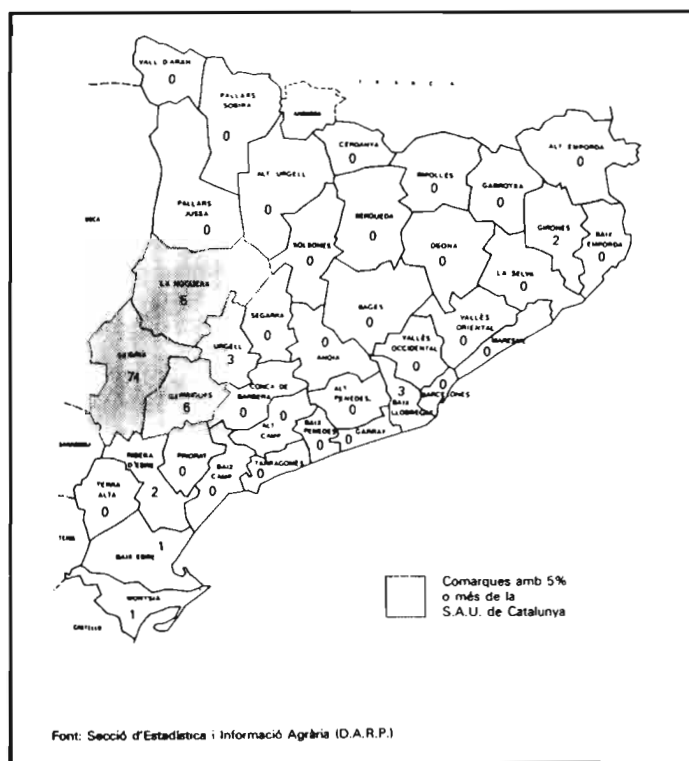 VALL D'ARAN
0
PALLARS
SOBIRA
0
FRANCA
ANDORRA
CERDANYA
0
ALT URGELL
0
RIPOLLÈS
0
GARROTXA
0
ALT EMPORDA
0
PALLARS
JUSSA
0
BERGUEDA
0
GIRONES
2
BAIX
EMPORDA
0
SOLSONES
0
OSONA
0
LA SELVA
0
LA NOGUERA
6
SEGARRA
0
BAGES
0
VALLÈS
ORIENTAL
0
MARESME
0
URGELL
3
ANOIA
0
VALLÈS
OCCIDENTAL
0
SEGRIA
74
GARRIGUES
6
CONCA DE
BARBERA
0
ALT
PENEDES
0
3
BAIX
LLOBREGAT
BARCELONES
0
ALT
CAMP
0
BAIX
PENEDES
0
GARRAF
0
RIBERA
D'EBRE
2
PRIORAT
0
BAIX
CAMP
0
TARRAGONÈS
0
TERRA
ALTA
0
BAIX EBRE
1
MONTSIA
1
CASTELLO
Comarques amb 5%
o més de la
S.A.U. de Catalunya
Font: Secció d'Estadística i Informació Agrària (D.A.R.P.)